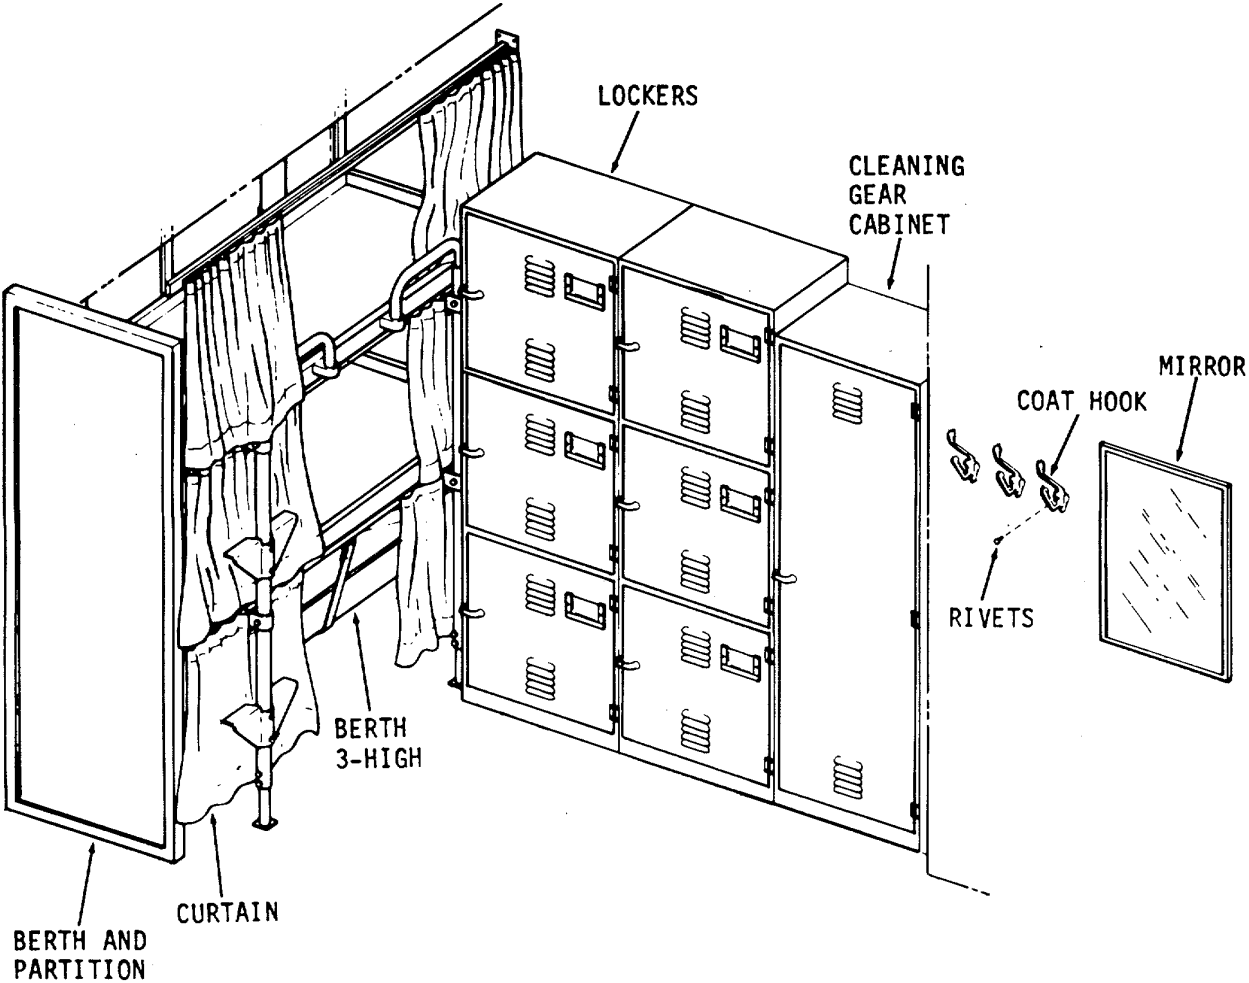 LOCKERS
CLEANING
GEAR
CABINET
MIRROR
COAT HOOK
RIVETS
BERTH
3-HIGH
CURTAIN
BERTH AND
PARTITION